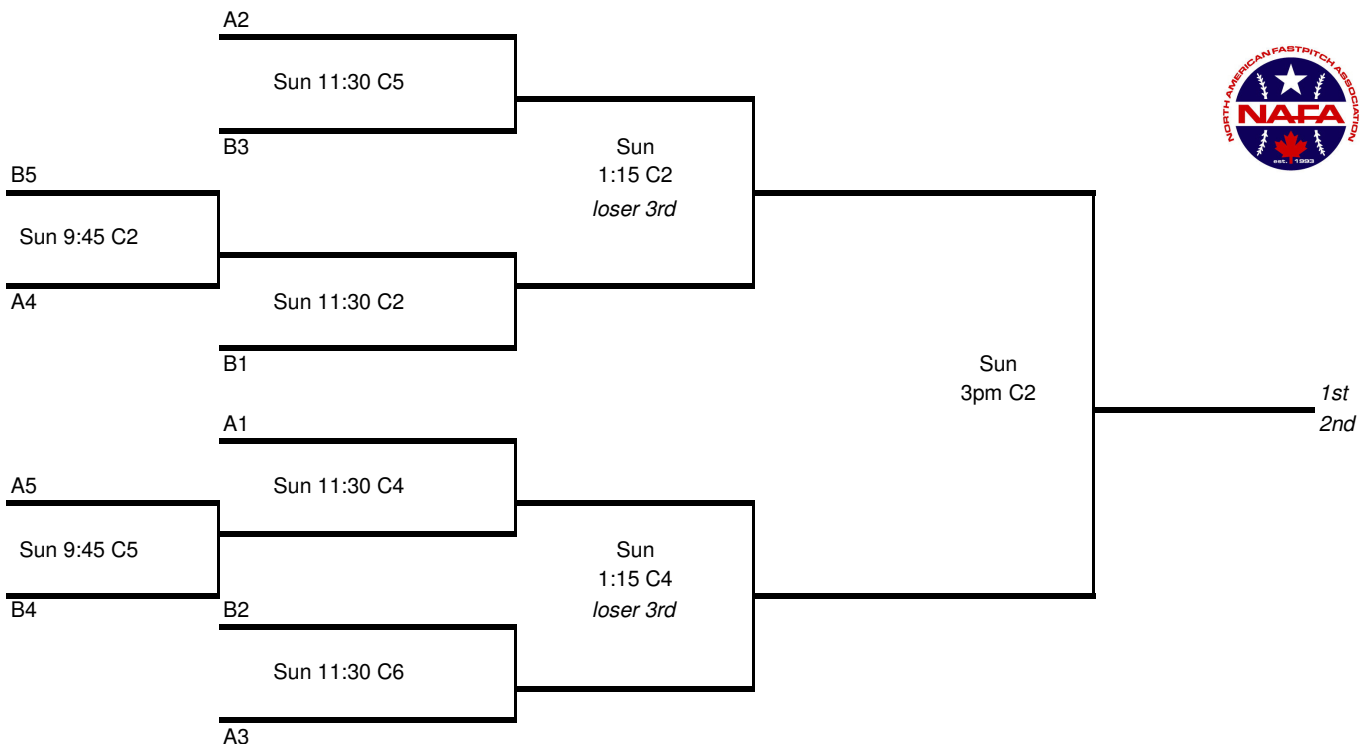 A2
Sun 11:30 C5
B3
B5
Sun 9:45 C2
A4
Sun 11:30 C2
B1
Sun
1:15 C2
loser 3rd
A1
Sun 11:30 C4
A5
Sun 9:45 C5
B4
B2
Sun 11:30 C6
A3
Sun
1:15 C4
loser 3rd
Sun
3pm C2
1st
2nd
NORTH AMERICAN FASTPITCH ASSOCIATION
NAFA
est. 1993